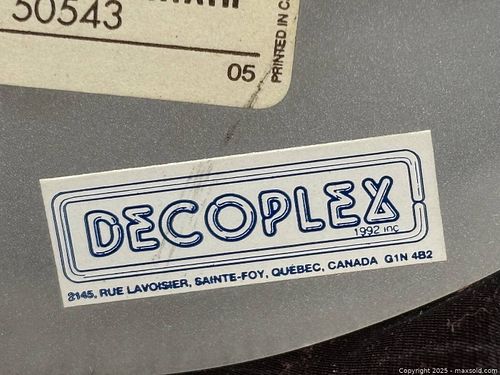 50543
05
PRINTED IN C
DECOPLEX
1992 inc
2145, RUE LAVOISIER, SAINTE-FOY, QUÉBEC, CANADA G1N 4B2
Copyright © 2025 - maxsold.com